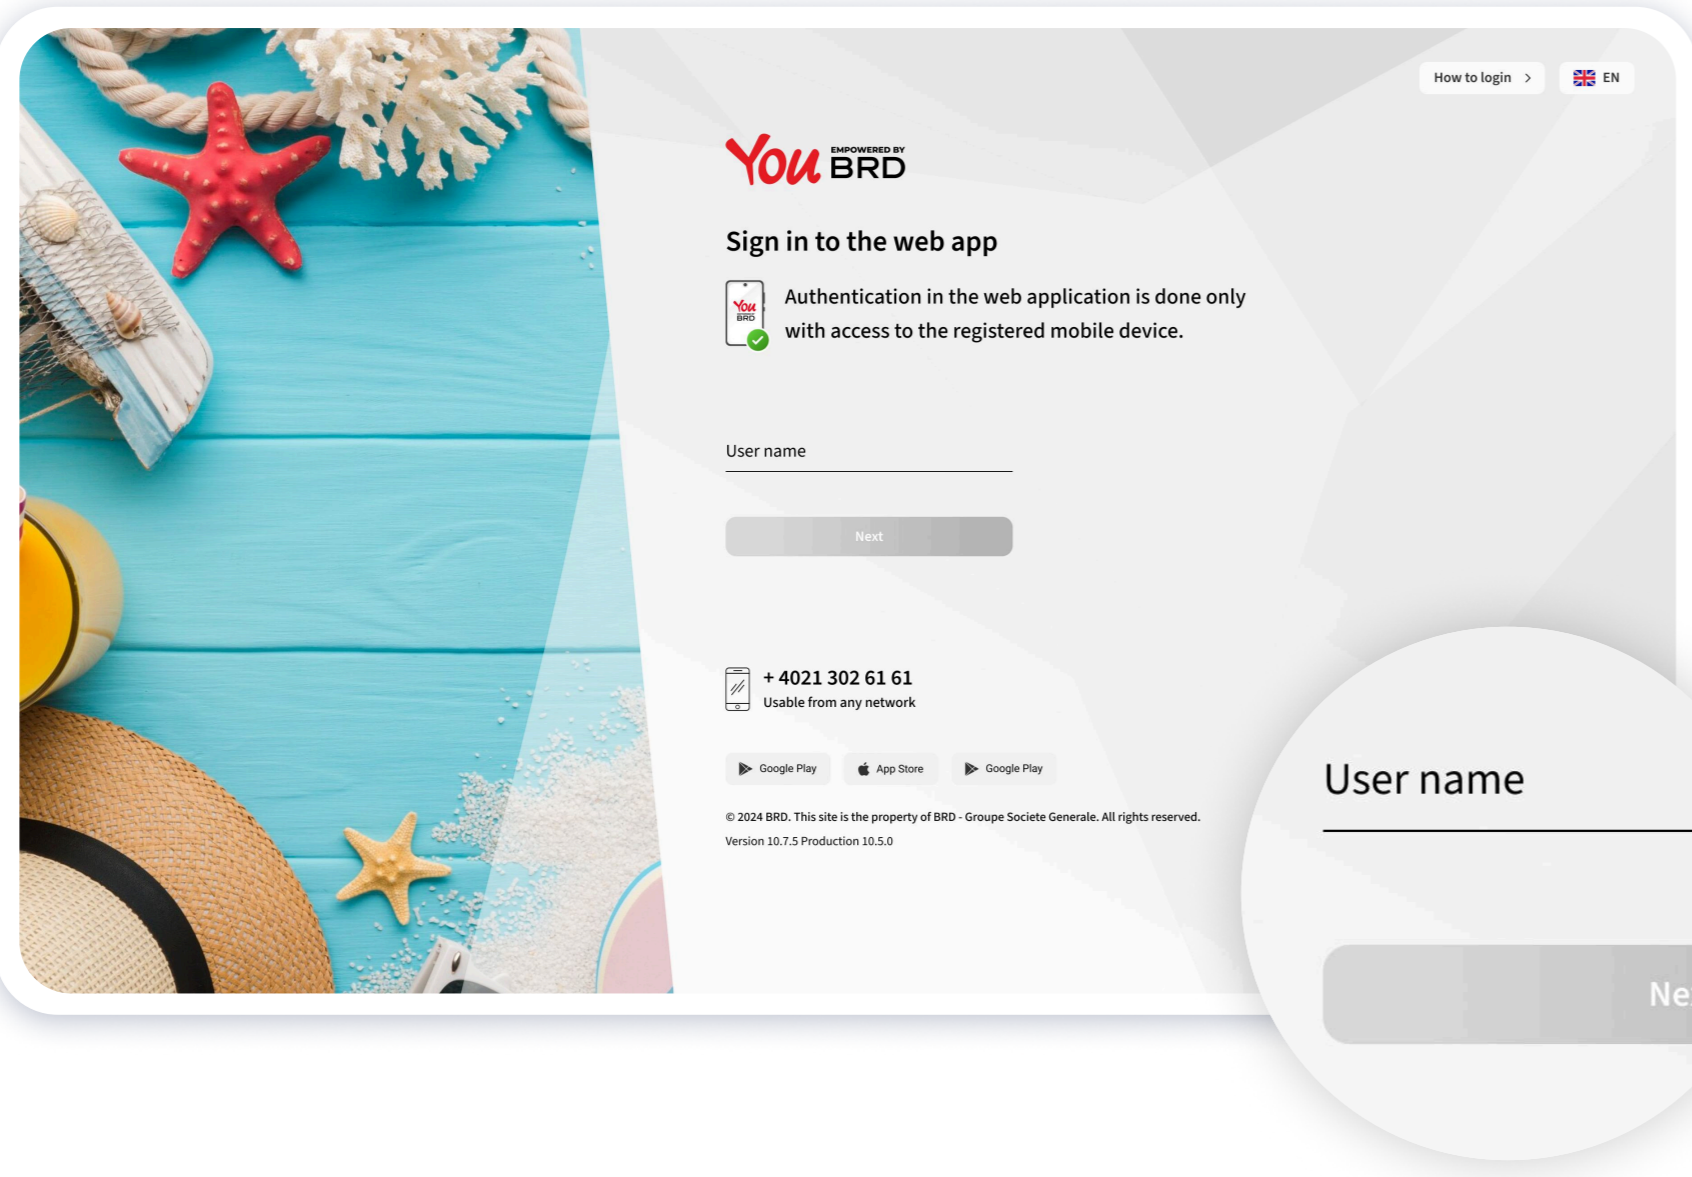 How to login
EN
You EMPOWERED BY BRD
Sign in to the web app
You
BRD
Authentication in the web application is done only
with access to the registered mobile device.
User name
Next
+ 4021 302 61 61
Usable from any network
Google Play
App Store
Google Play
© 2024 BRD. This site is the property of BRD - Groupe Societe Generale. All rights reserved.
Version 10.7.5 Production 10.5.0
User name
Ne